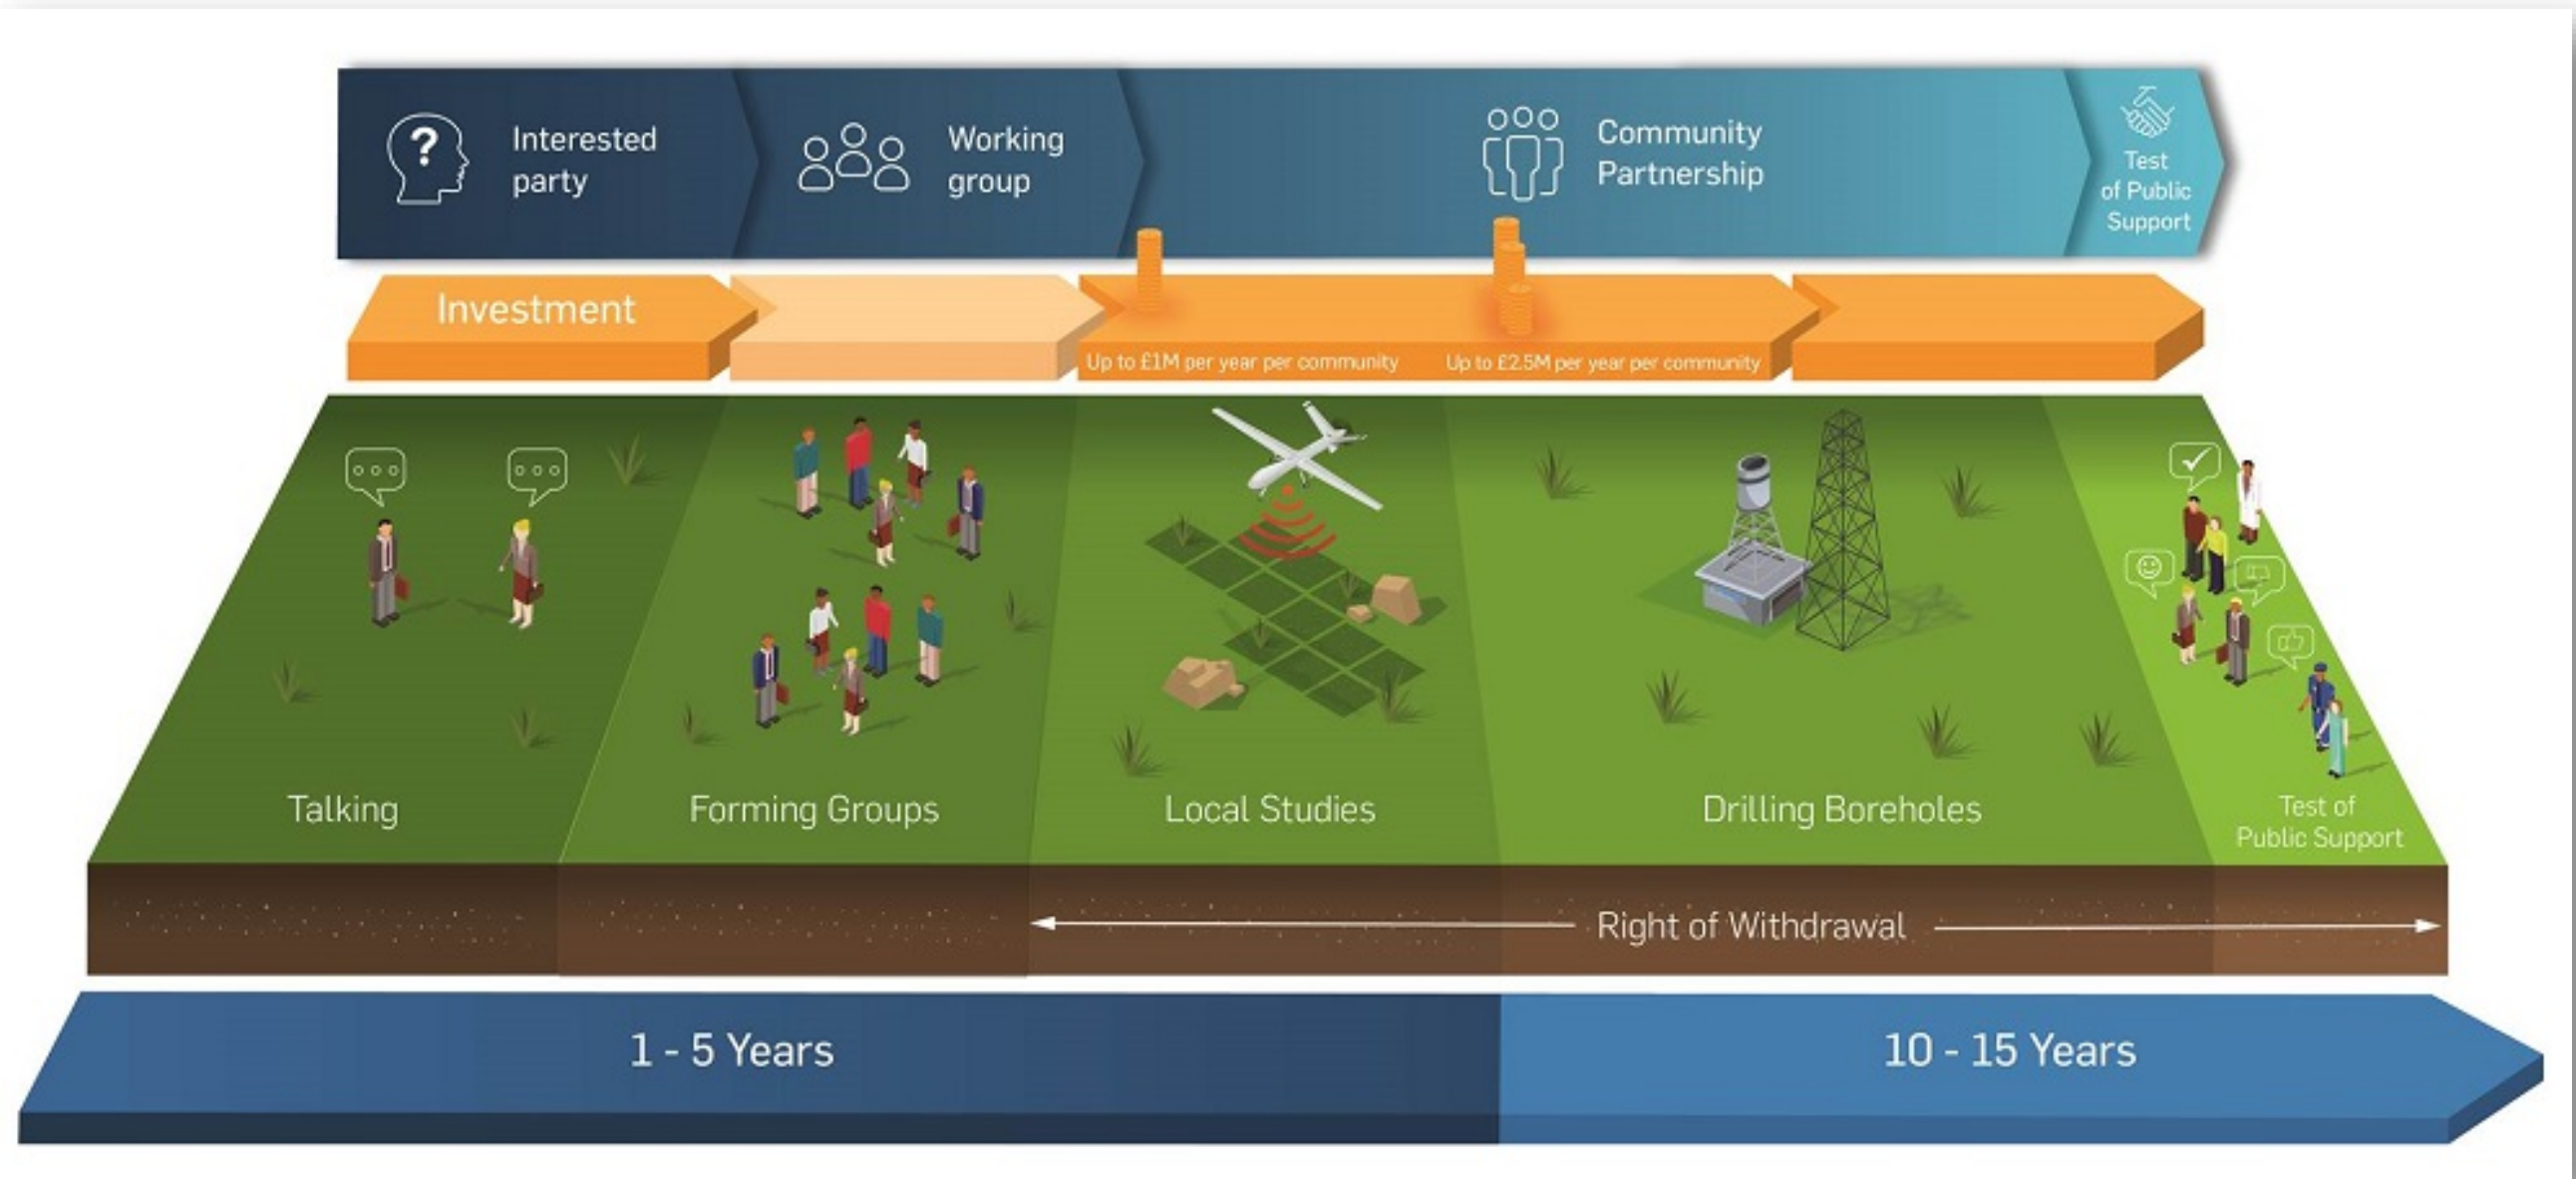 Interested
party
Working
group
Community
Partnership
Test
of Public
Support
Investment
Up to £1M per year per community
Up to £2.5M per year per community
Talking
Forming Groups
Local Studies
Drilling Boreholes
Test of
Public Support
Right of Withdrawal
1 - 5 Years
10 - 15 Years